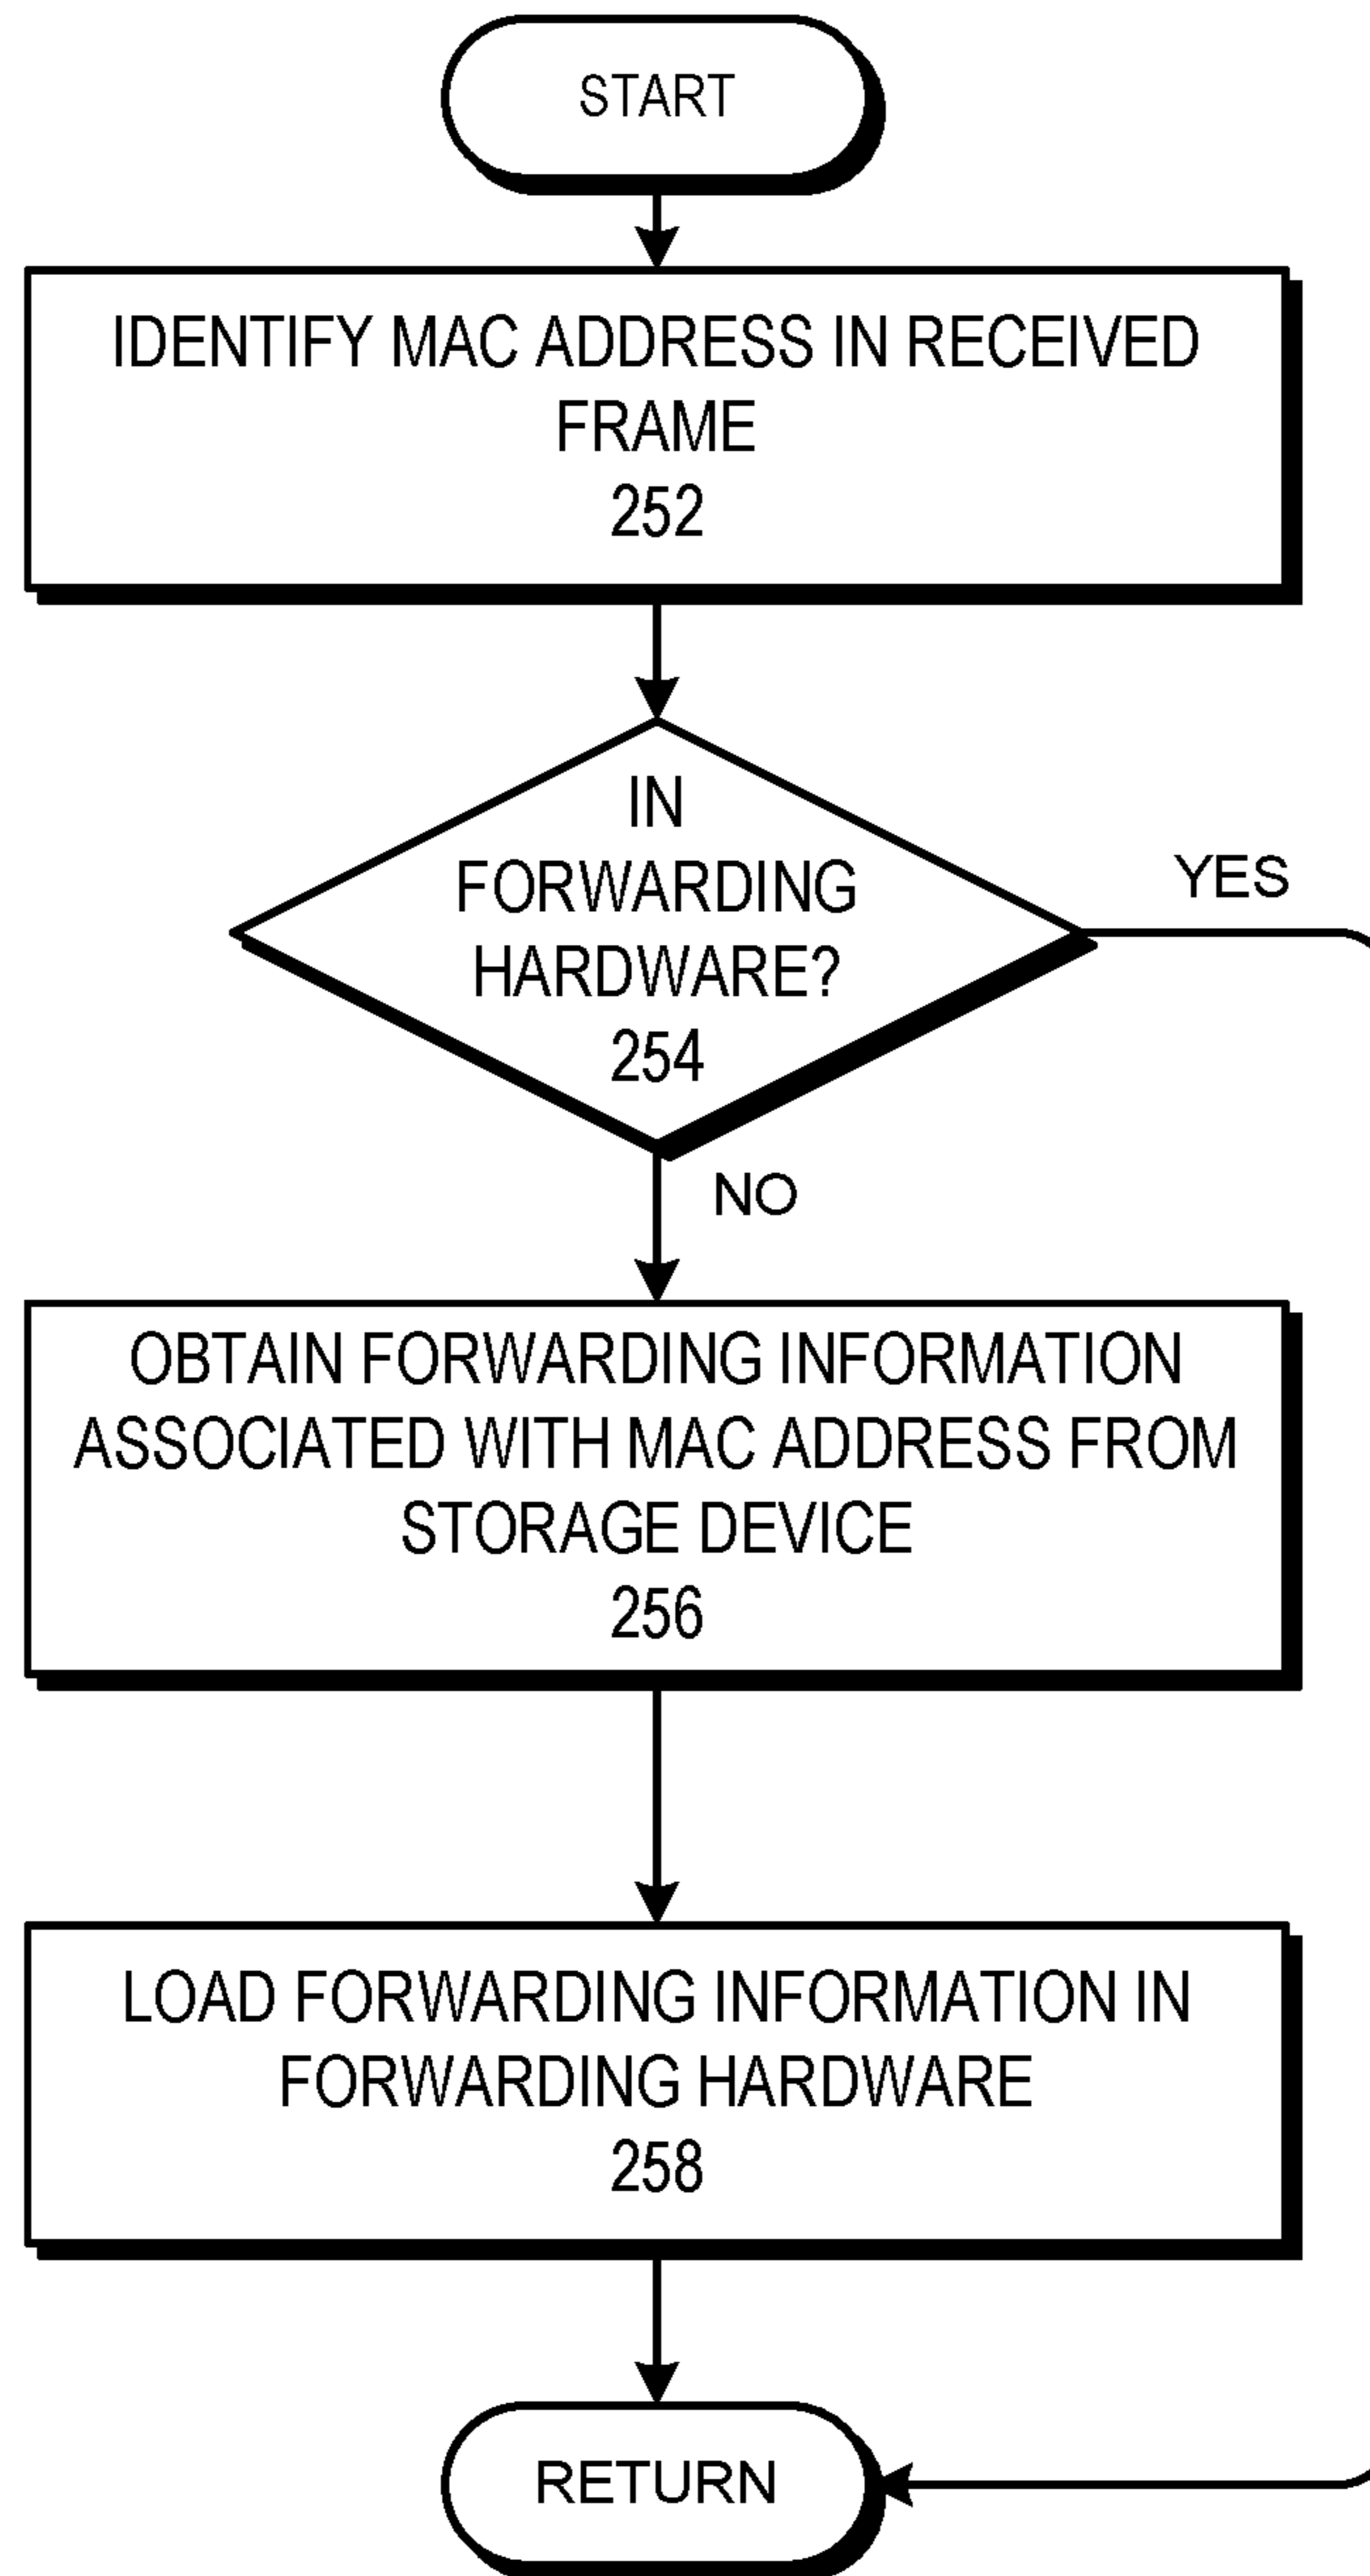 START
IDENTIFY MAC ADDRESS IN RECEIVED
FRAME
252
IN
FORWARDING
HARDWARE?
254
YES
NO
OBTAIN FORWARDING INFORMATION
ASSOCIATED WITH MAC ADDRESS FROM
STORAGE DEVICE
256
LOAD FORWARDING INFORMATION IN
FORWARDING HARDWARE
258
RETURN